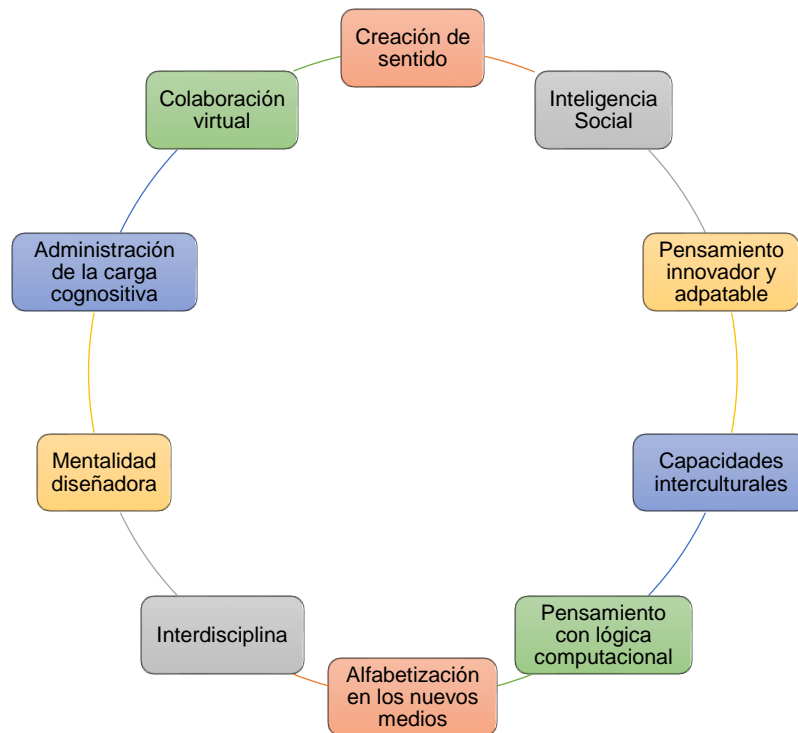 Creación de
sentido
Inteligencia
Social
Pensamiento
innovador y
adpatable
Capacidades
interculturales
Pensamiento
con lógica
computacional
Alfabetización
en los nuevos
medios
Interdisciplina
Mentalidad
diseñadora
Administración
de la carga
cognositiva
Colaboración
virtual